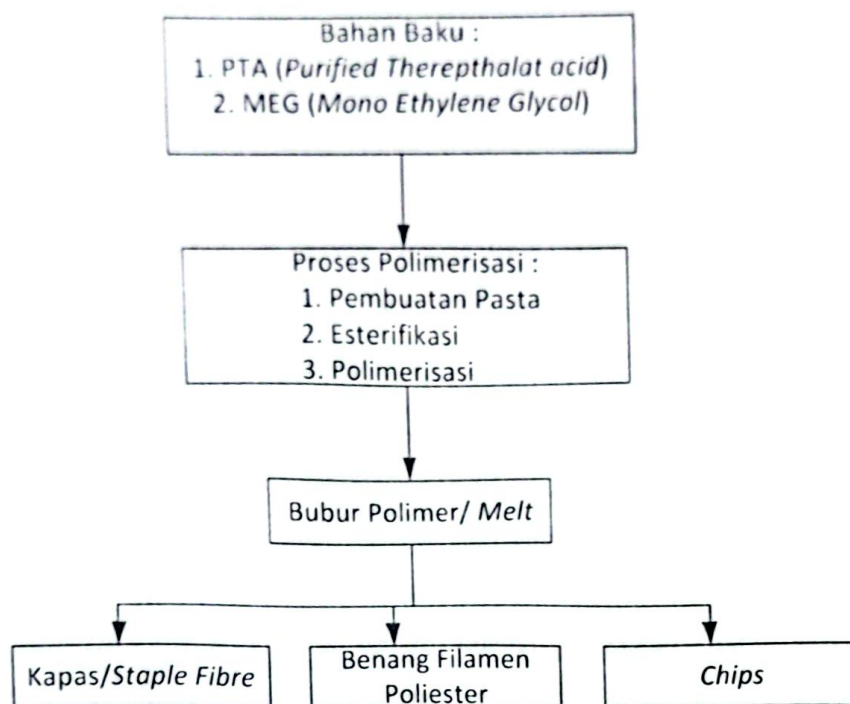 Bahan Baku :
1. PTA (Purified Therepthalat acid)
2. MEG (Mono Ethylene Glycol)
Proses Polimerisasi :
1. Pembuatan Pasta
2. Esterifikasi
3. Polimerisasi
Bubur Polimer/ Melt
Kapas/Staple Fibre
Benang Filamen
Poliester
Chips